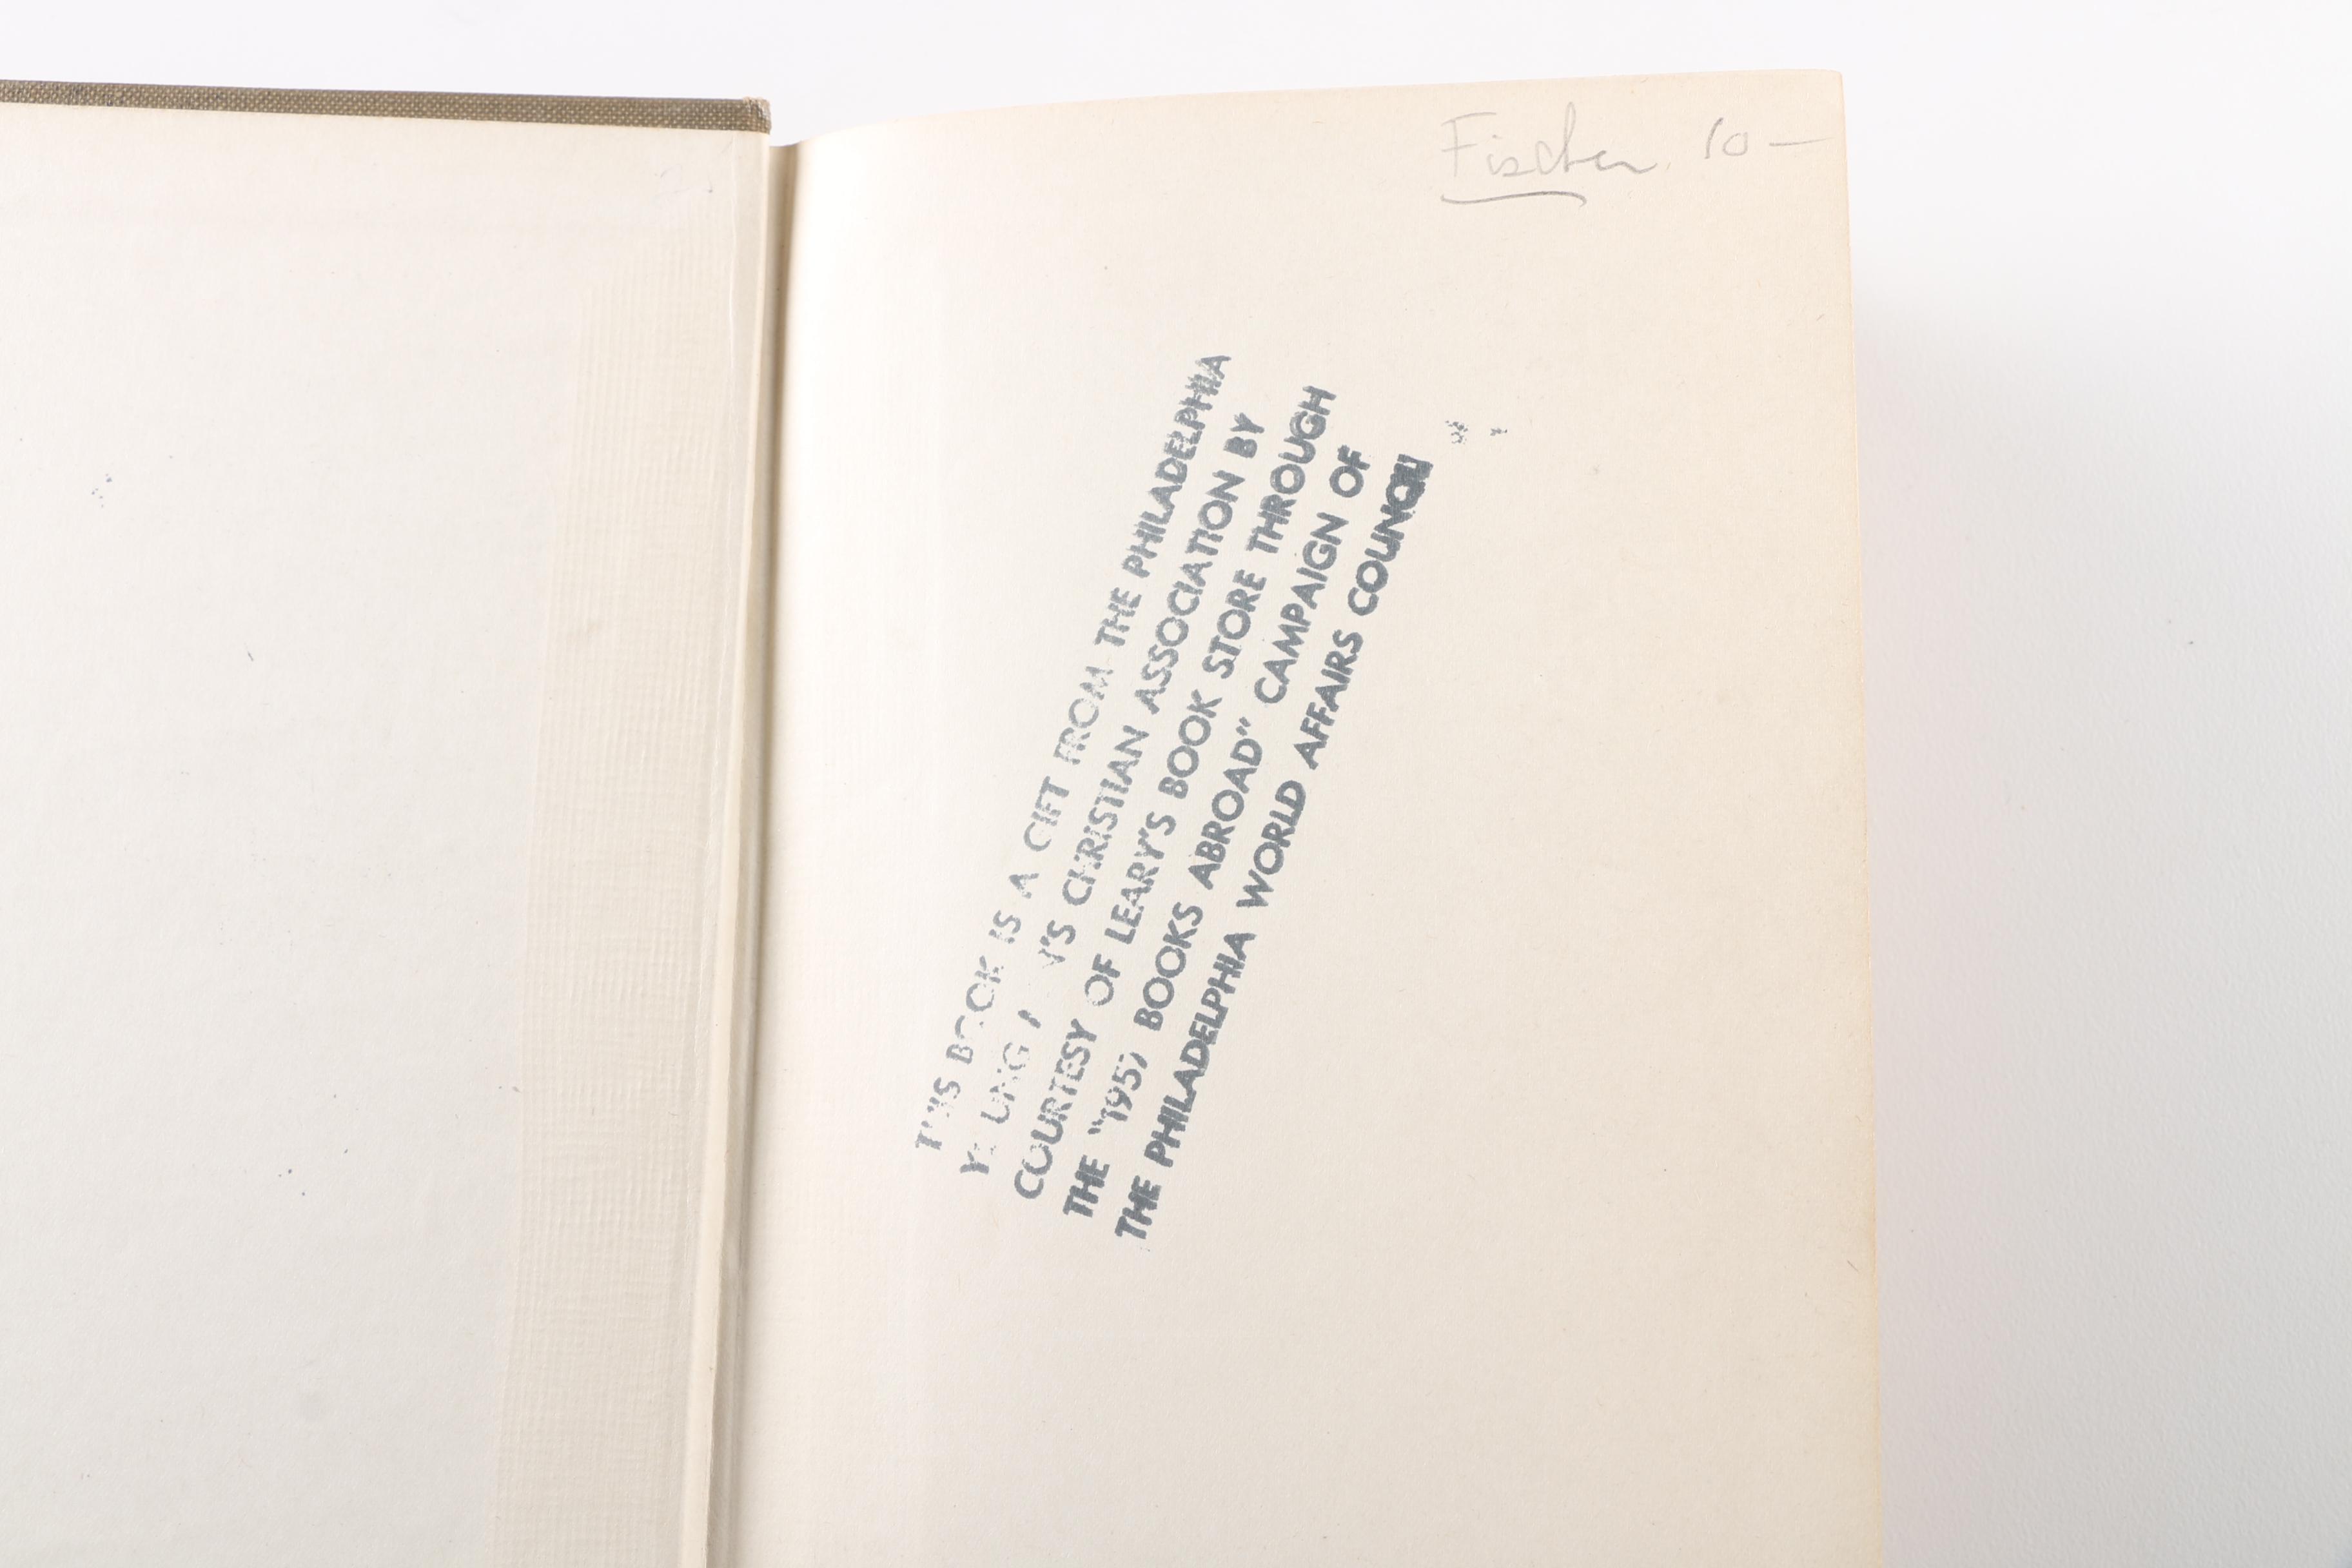 Fischer. 10 –
THIS BOOK IS A GIFT FROM THE PHILADELPHIA
YOUNG CHRISTIAN ASSOCIATION BY
COURTESY OF LEARY'S BOOK STORE THROUGH
THE "1957 BOOKS ABROAD" CAMPAIGN OF
THE PHILADELPHIA WORLD AFFAIRS COUNCIL